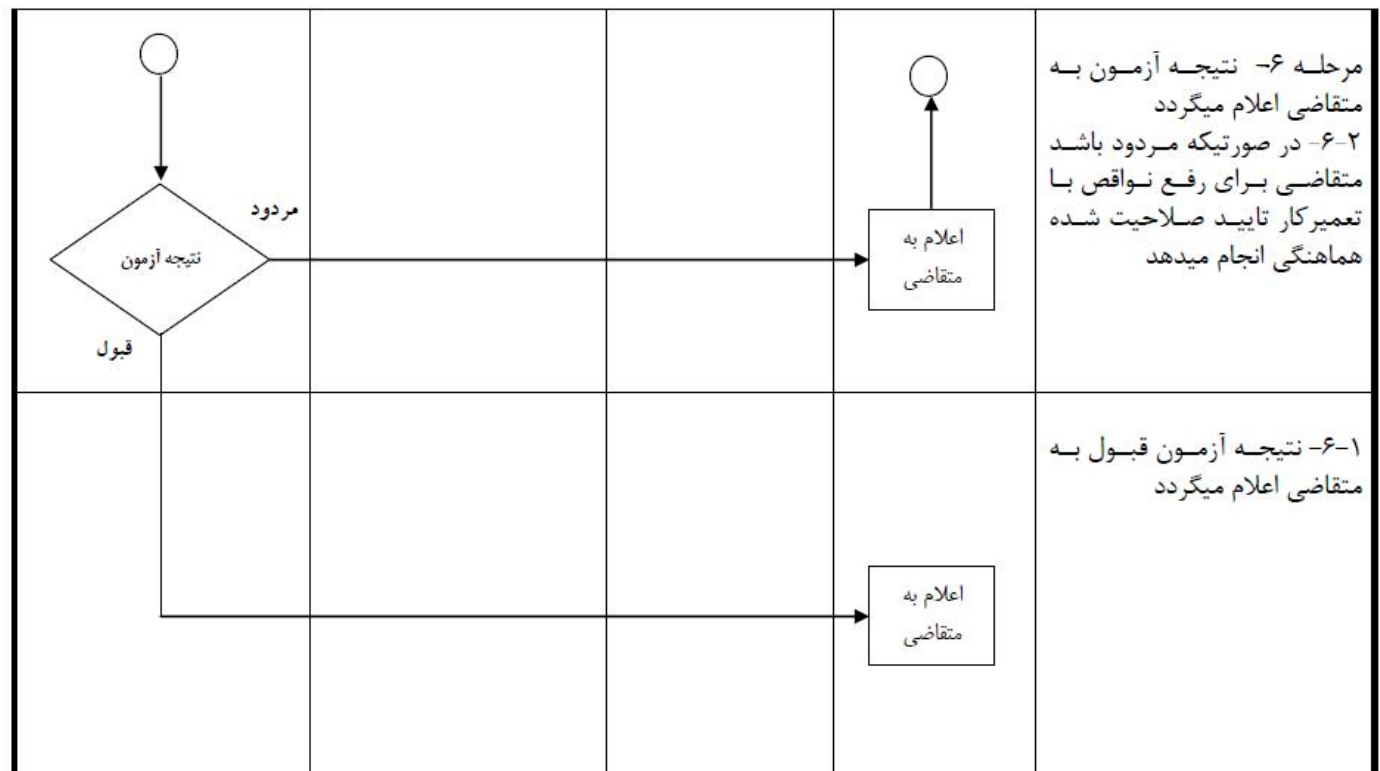 مرحله ۶- نتیجه آزمون به
متقاضی اعلام میگردد
۶-۲- در صورتیکه مردود باشد
متقاضی برای رفع نواقص با
تعمیرکار تایید صلاحیت شده
هماهنگی انجام میدهد
اعلام به
متقاضی
مردود
نتیجه آزمون
قبول
۶-۱- نتیجه آزمون قبول به
متقاضی اعلام میگردد
اعلام به
متقاضی